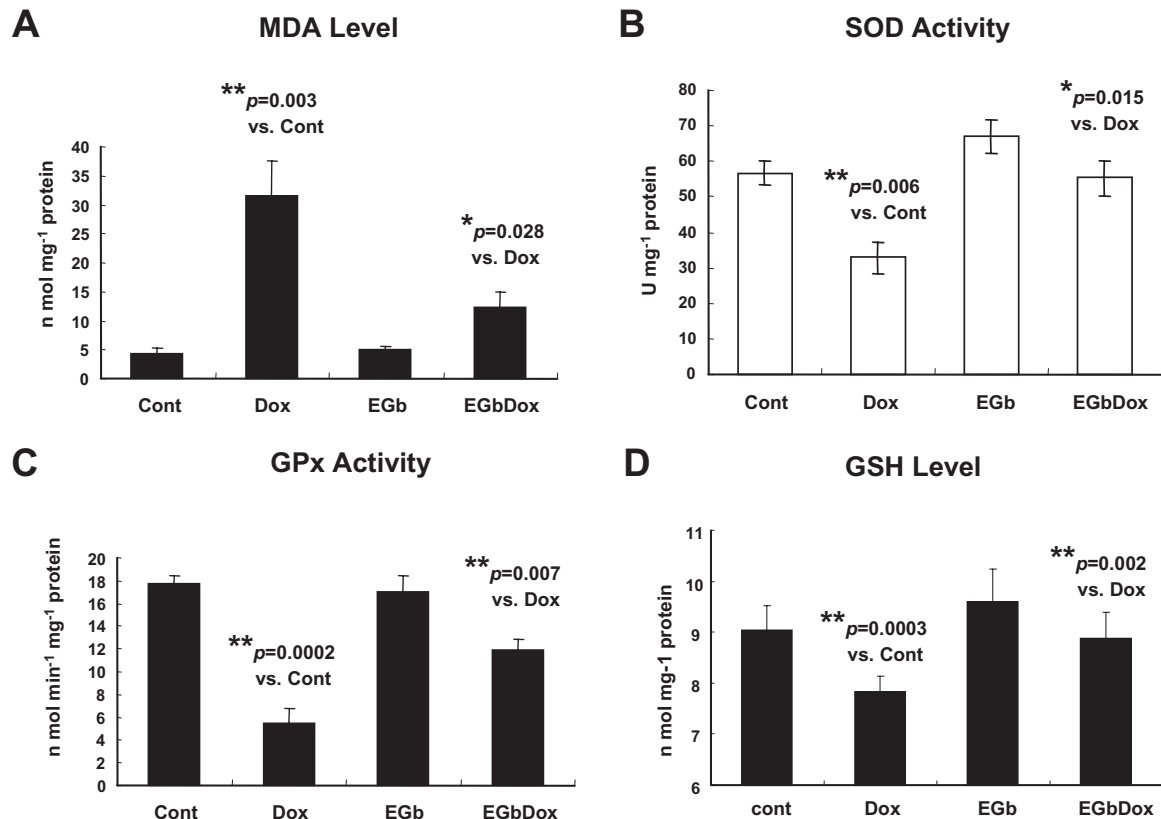 A
MDA Level
**p=0.003
vs. Cont
*p=0.028
vs. Dox
n mol mg-1 protein
40
35
30
25
20
15
10
5
0
Cont Dox EGb EGbDox
B
SOD Activity
*p=0.015
vs. Dox
**p=0.006
vs. Cont
U mg-1 protein
80
70
60
50
40
30
20
10
0
Cont Dox EGb EGbDox
C
GPx Activity
**p=0.007
vs. Dox
**p=0.0002
vs. Cont
n mol min-1 mg-1 protein
20
18
16
14
12
10
8
6
4
2
0
Cont Dox EGb EGbDox
D
GSH Level
**p=0.002
vs. Dox
**p=0.0003
vs. Cont
n mol mg-1 protein
11
10
9
8
7
6
cont Dox EGb EGbDox